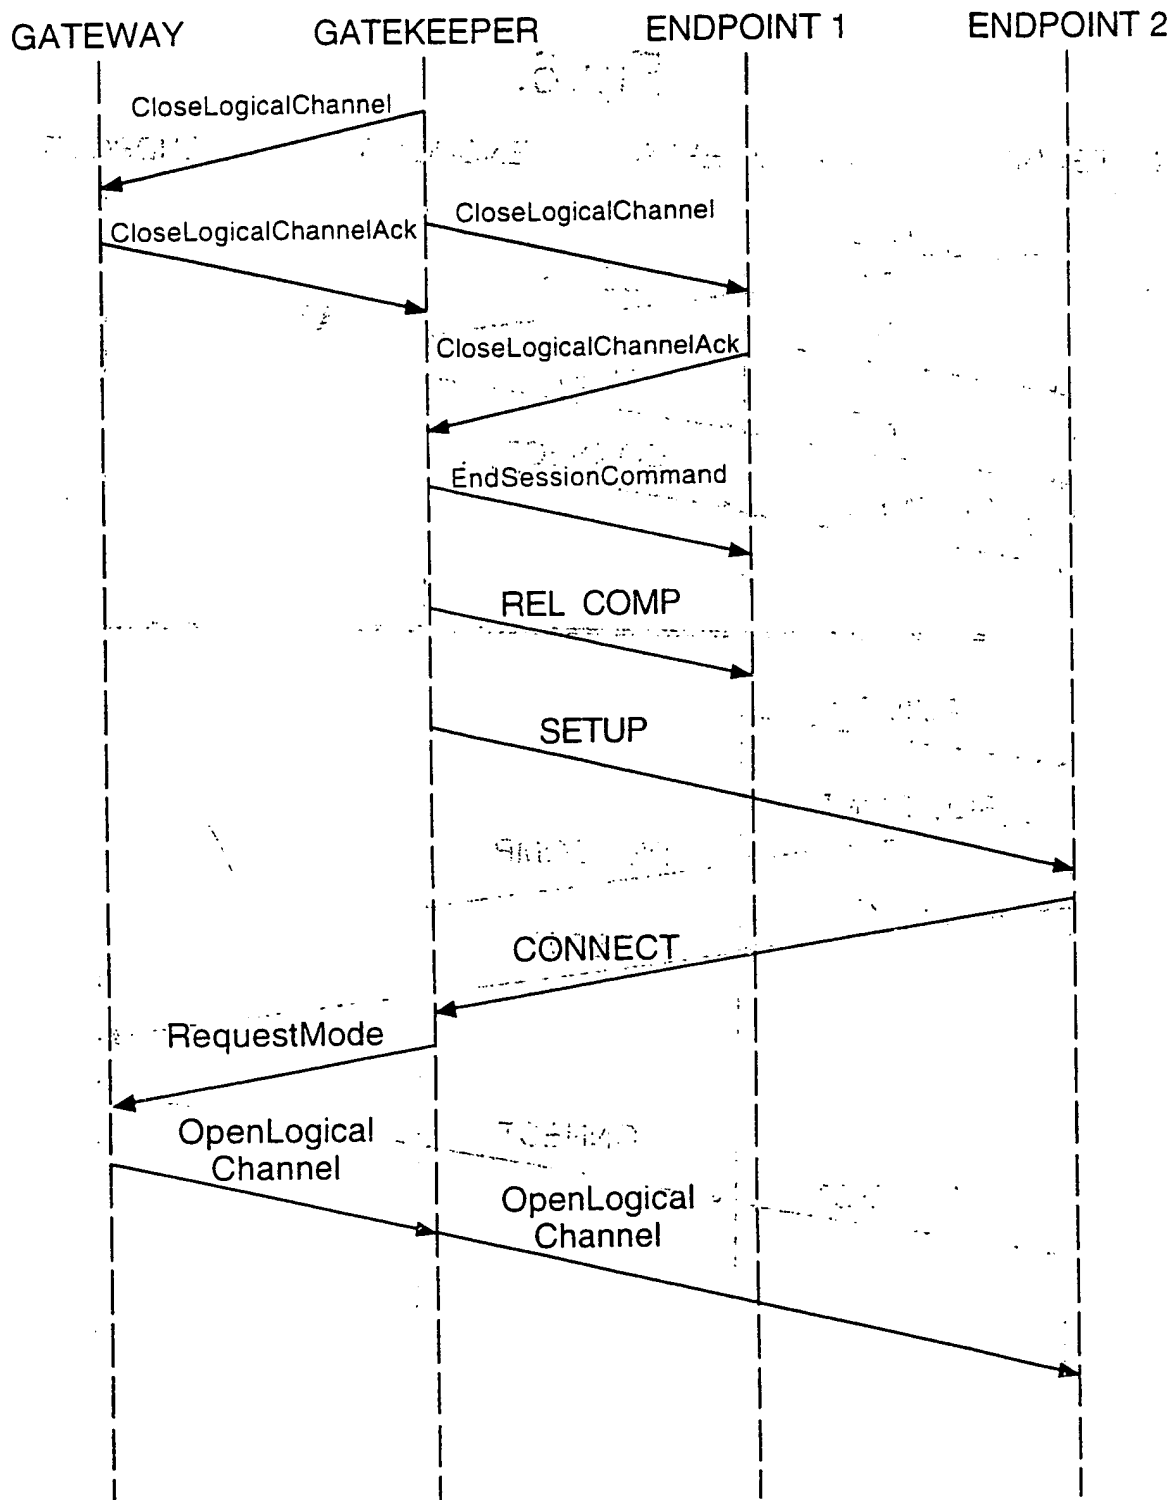 GATEWAY GATEKEEPER ENDPOINT 1 ENDPOINT 2
CloseLogicalChannel
CloseLogicalChannel
CloseLogicalChannelAck
CloseLogicalChannelAck
EndSessionCommand
REL COMP
SETUP
CONNECT
RequestMode
OpenLogical
Channel
OpenLogical
Channel